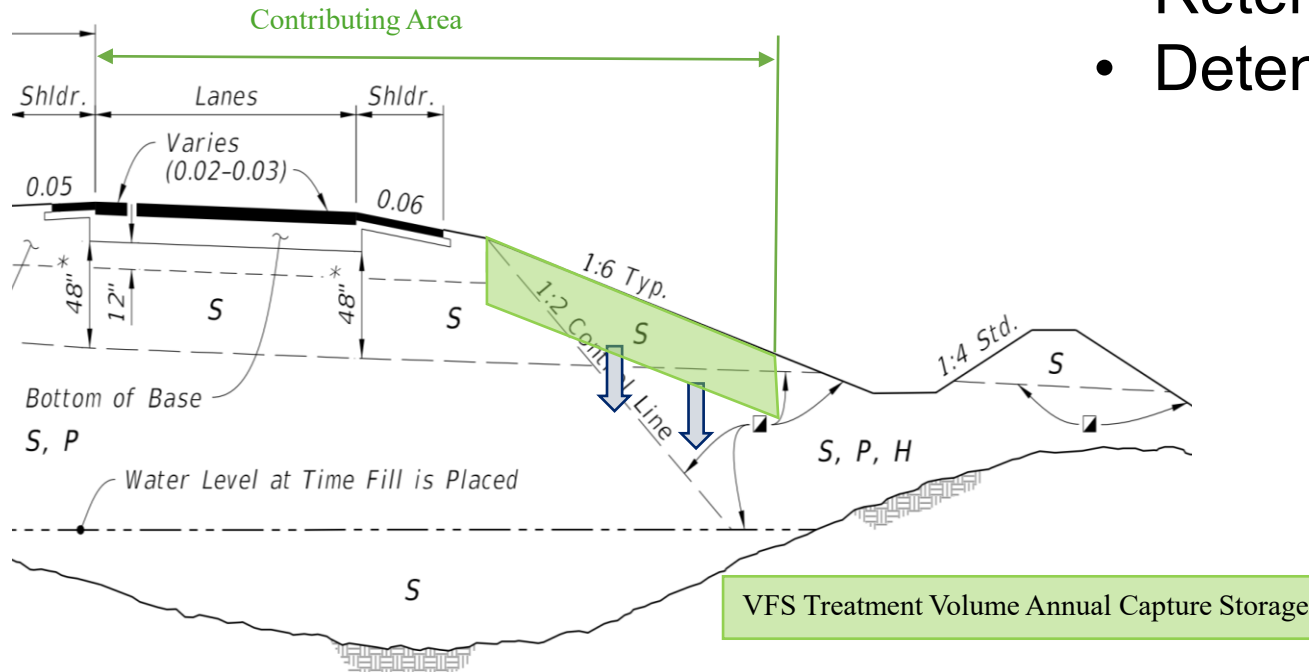 Contributing Area
• Deten
Shldr.
Lanes
Shldr.
Varies
(0.02-0.03)
0.05
0.06
48"*
12"
*
48"
S
S
1:6 Typ.
1:2 Control Line
S
1:4 Std.
S
Bottom of Base
S, P
S, P, H
Water Level at Time Fill is Placed
S
VFS Treatment Volume Annual Capture Storage